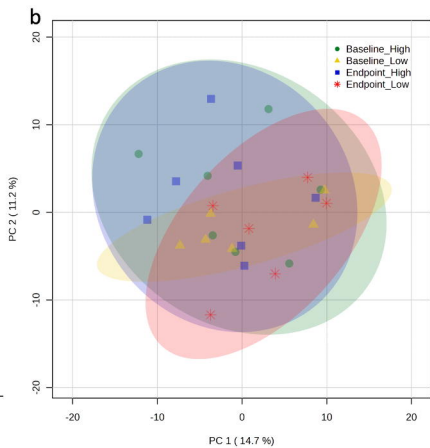 b
Baseline_High
Baseline_Low
Endpoint_High
Endpoint_Low
20
10
0
-10
-20
PC 2 ( 11.2 %)
-20
-10
0
10
20
PC 1 ( 14.7 %)